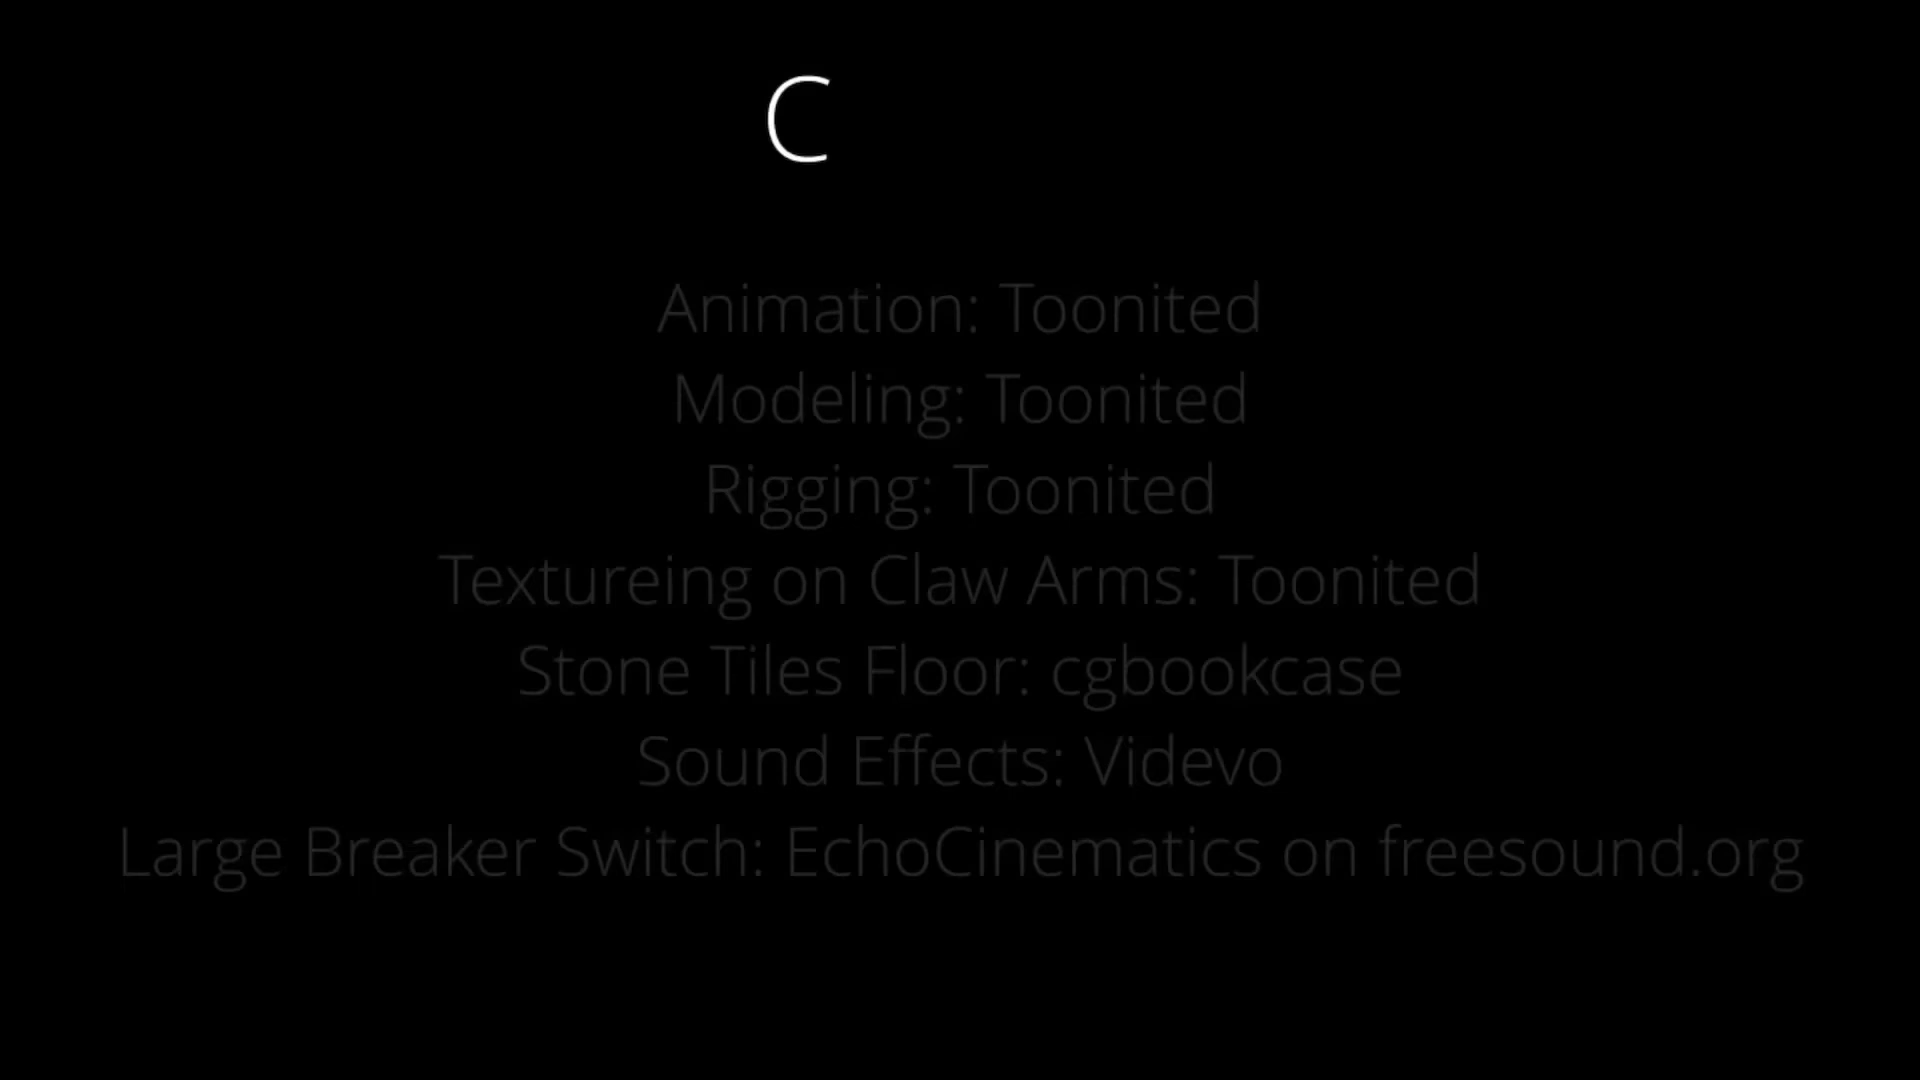 C
Animation: Toonited
Modeling: Toonited
Rigging: Toonited
Textureing on Claw Arms: Toonited
Stone Tiles Floor: cgbookcase
Sound Effects: Videvo
Large Breaker Switch: EchoCinematics on freesound.org